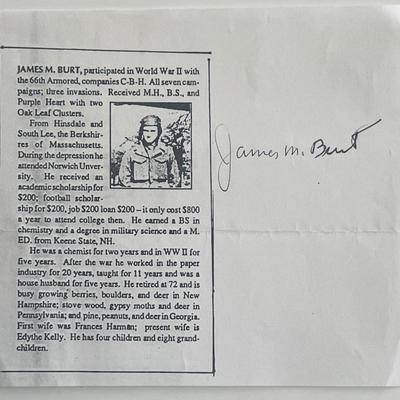 JAMES M. BURT, participated in World War II with
the 66th Armored, companies C-B-H. All seven cam-
paigns; three invasions. Received M.H., B.S., and
Purple Heart with two
Oak Leaf Clusters.
From Hinsdale and
South Lee, the Berkshir-
res of Massachusetts.
During the depression he
attended Norwich Unver-
sity. He received an
academic scholarship for
$200; football scholar-
ship for $200, job $200 loan $200 – it only cost $800
a year to attend college then. He earned a BS in
chemistry and a degree in military science and a M.
ED. from Keene State, NH.
He was a chemist for two years and in WW II for
five years. After the war he worked in the paper
industry for 20 years, taught for 11 years and was a
house husband for five years. He retired at 72 and is
busy growing berries, boulders, and deer in New
Hampshire; stove wood, gypsy moths and deer in
Pennsylvania; and pine, peanuts, and deer in Georgia.
First wife was Frances Harman; present wife is
Edythe Kelly. He has four children and eight grand-
children.
James M. Burt